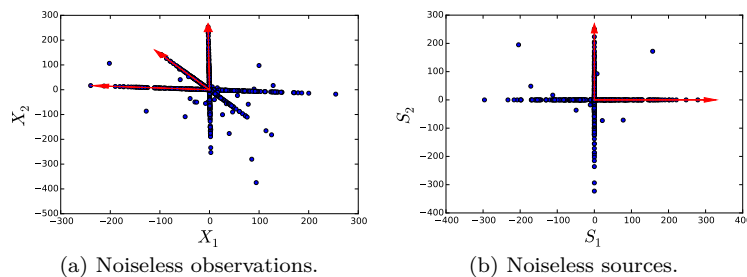 300
200
100
0
−100
−200
−300
−400
−500
X₂
−300 −200 −100 0 100 200 300
X₁
(a) Noiseless observations.
300
200
100
0
−100
−200
−300
−400
S₂
−400 −300 −200 −100 0 100 200 300 400
S₁
(b) Noiseless sources.